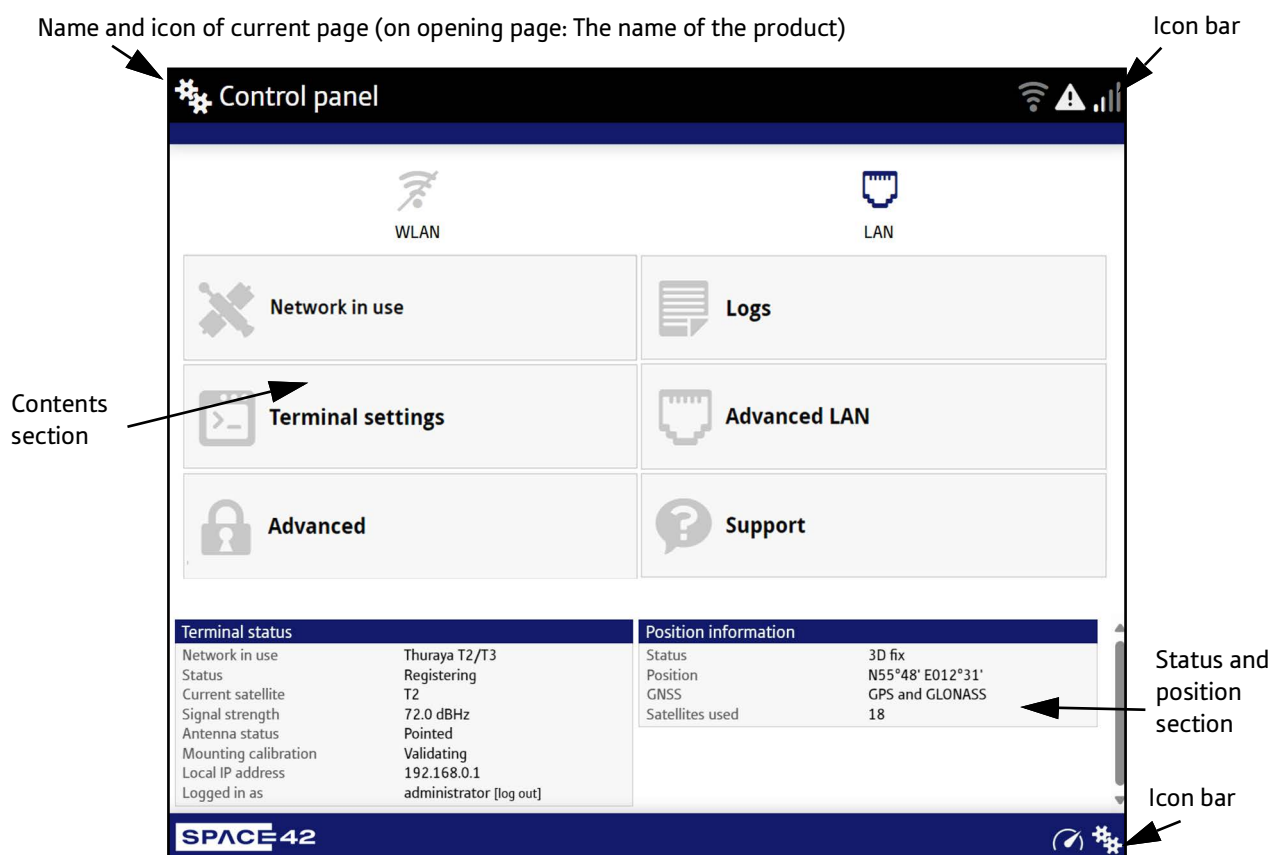 Name and icon of current page (on opening page: The name of the product)
Icon bar
Control panel
WLAN
LAN
Network in use
Logs
Contents
section
Terminal settings
Advanced LAN
Advanced
Support
Terminal status
Network in use Thuraya T2/T3
Status Registering
Current satellite T2
Signal strength 72.0 dBHz
Antenna status Pointed
Mounting calibration Validating
Local IP address 192.168.0.1
Logged in as administrator [log out]
Position information
Status 3D fix
Position N55°48' E012°31'
GNSS GPS and GLONASS
Satellites used 18
Status and
position
section
Icon bar
SPACE42